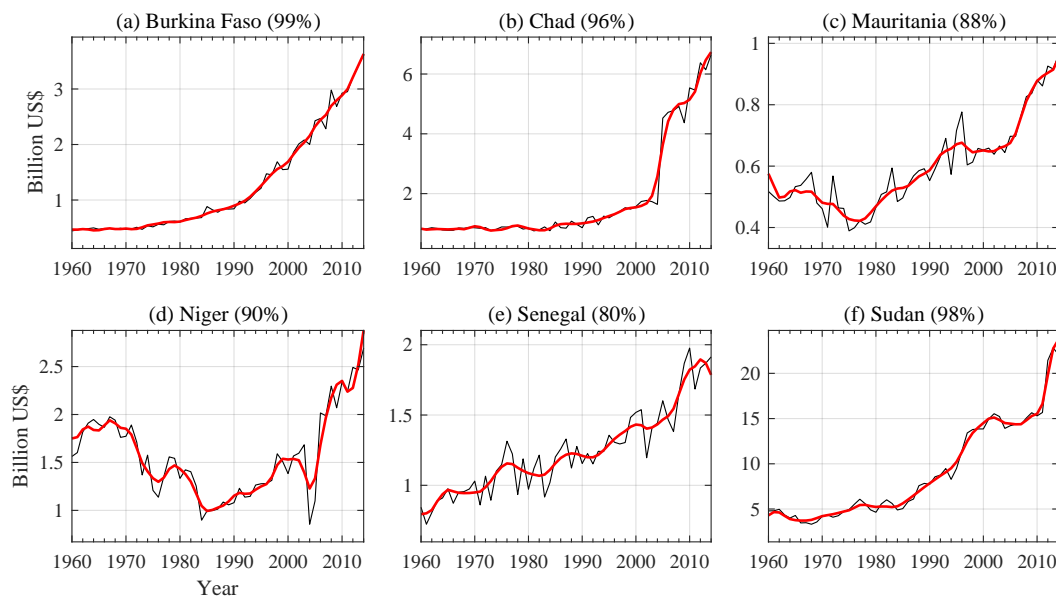 (a) Burkina Faso (99%)
Billion US$
3
2
1
1960 1970 1980 1990 2000 2010
(b) Chad (96%)
6
4
2
1960 1970 1980 1990 2000 2010
(c) Mauritania (88%)
1
0.8
0.6
0.4
1960 1970 1980 1990 2000 2010
(d) Niger (90%)
Billion US$
2.5
2
1.5
1
1960 1970 1980 1990 2000 2010
Year
(e) Senegal (80%)
2
1.5
1
1960 1970 1980 1990 2000 2010
(f) Sudan (98%)
20
15
10
5
1960 1970 1980 1990 2000 2010